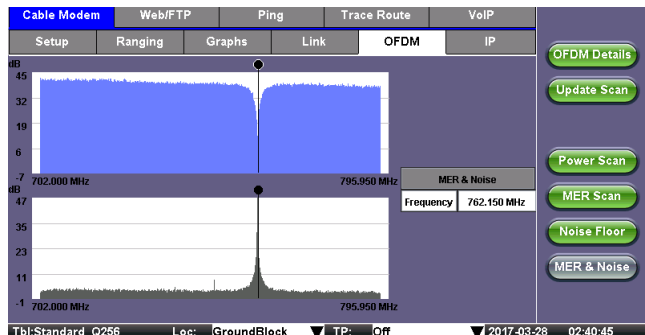 Cable Modem Web/FTP Ping Trace Route VoIP
Setup Ranging Graphs Link OFDM IP
OFDM Details
dB
45
Update Scan
32
19
6
Power Scan
-7
702.000 MHz 795.950 MHz
MER & Noise
dB
47
Frequency 762.150 MHz
MER Scan
35
Noise Floor
23
MER & Noise
11
-1
702.000 MHz 795.950 MHz
Tbl:Standard_Q256 Loc: GroundBlock TP: Off 2017-03-28 02:40:45